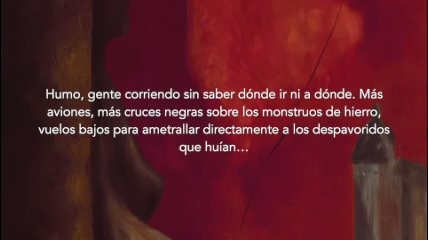 Humo, gente corriendo sin saber dónde ir ni a dónde. Más
aviones, más cruces negras sobre los monstruos de hierro,
vuelos bajos para ametrallar directamente a los despavoridos
que huían…